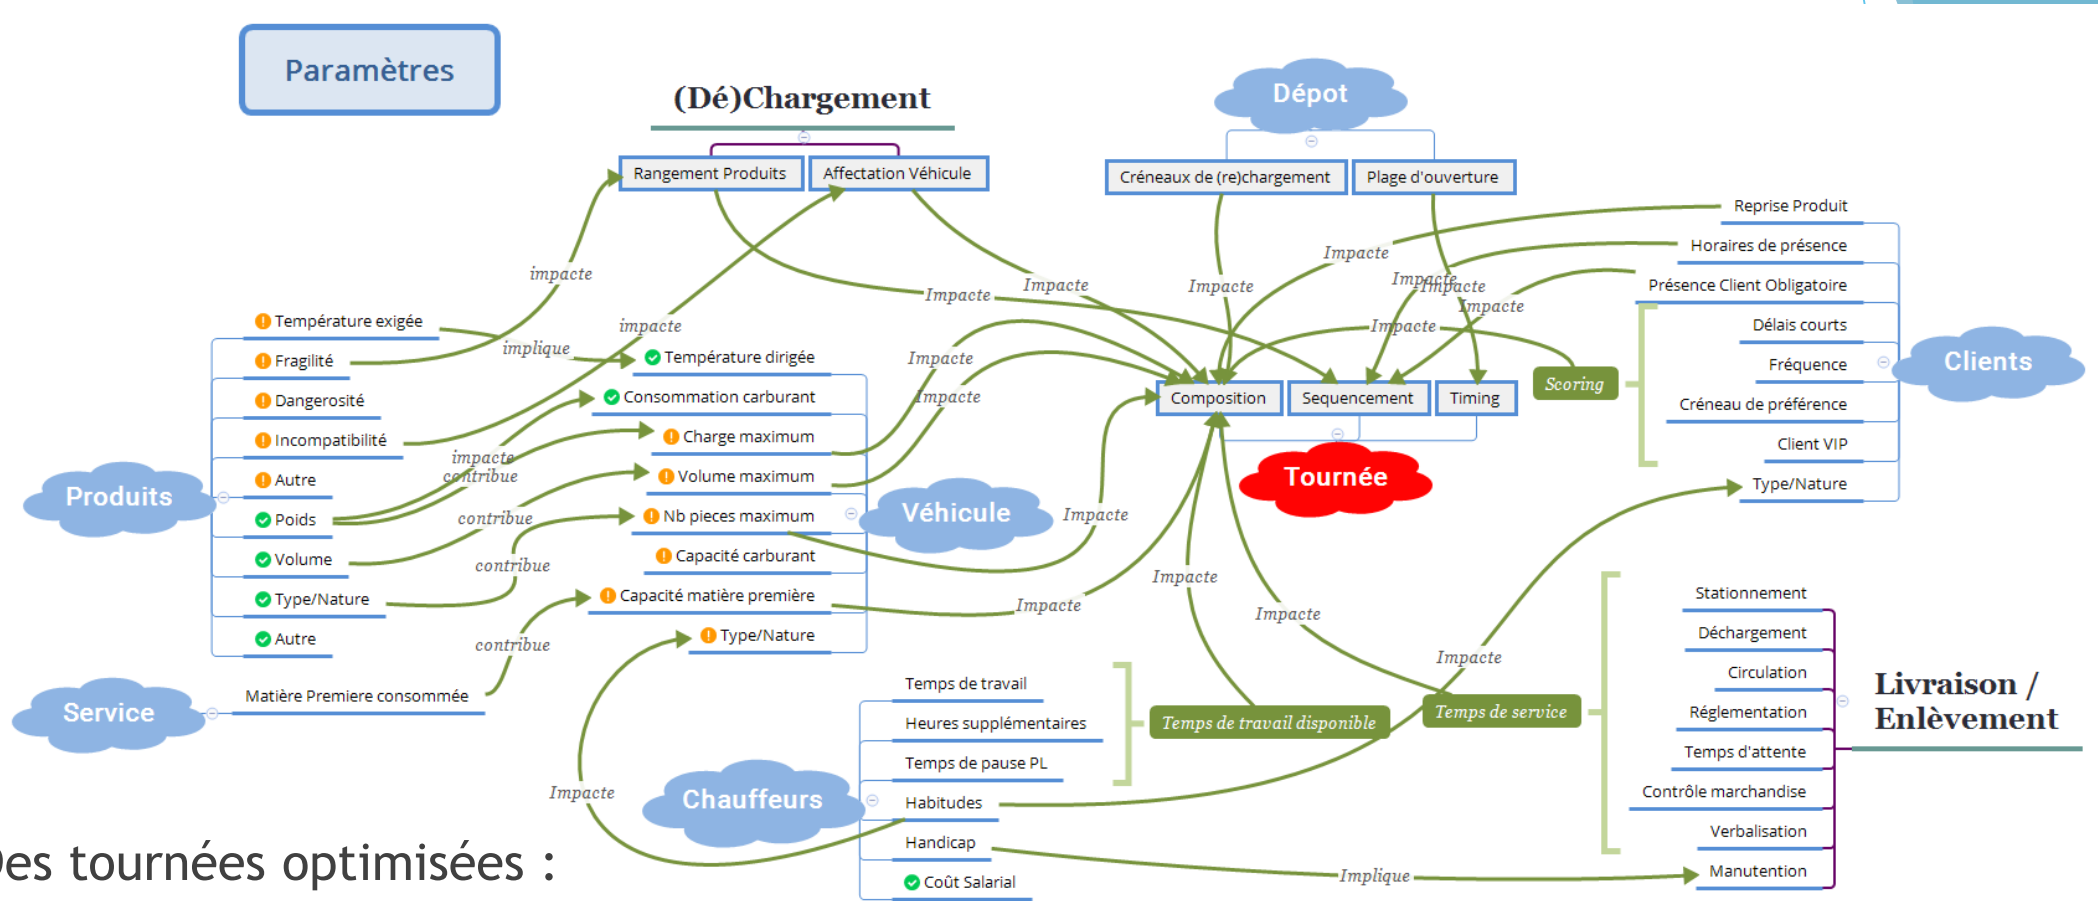 Paramètres
(Dé)Chargement
Rangement Produits
Affectation Véhicule
Dépot
Créneaux de (re)chargement
Plage d'ouverture
Reprise Produit
Horaires de présence
Présence Client Obligatoire
Délais courts
Fréquence
Créneau de préférence
Client VIP
Type/Nature
Clients
Scoring
Impacte
Impacte
Impacte
Impacte
Impacte
Impacte
Impacte
Impacte
impacte
impacte
implique
Température exigée
Fragilité
Dangerosité
Incompatibilité
Autre
Poids
Volume
Type/Nature
Autre
Produits
impacte
contribue
contribue
contribue
contribue
Service
Matière Premiere consommée
Température dirigée
Consommation carburant
Charge maximum
Volume maximum
Nb pieces maximum
Capacité carburant
Capacité matière première
Type/Nature
Véhicule
Impacte
Impacte
Impacte
Impacte
Impacte
Impacte
Impacte
Impacte
Composition
Sequencement
Timing
Tournée
Temps de travail
Heures supplémentaires
Temps de pause PL
Habitudes
Handicap
Coût Salarial
Chauffeurs
Temps de travail disponible
Temps de service
Implique
Stationnement
Déchargement
Circulation
Réglementation
Temps d'attente
Contrôle marchandise
Verbalisation
Manutention
Livraison /
Enlèvement
Des tournées optimisées :